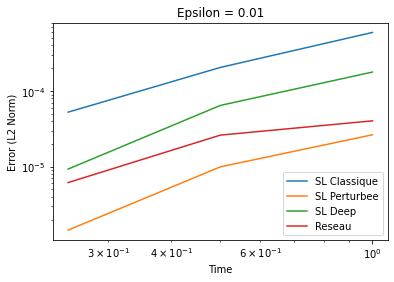 Epsilon = 0.01
Error (L2 Norm)
10⁻⁴
10⁻⁵
SL Classique
SL Perturbee
SL Deep
Reseau
3 × 10⁻¹ 4 × 10⁻¹ 6 × 10⁻¹ 10⁰
Time